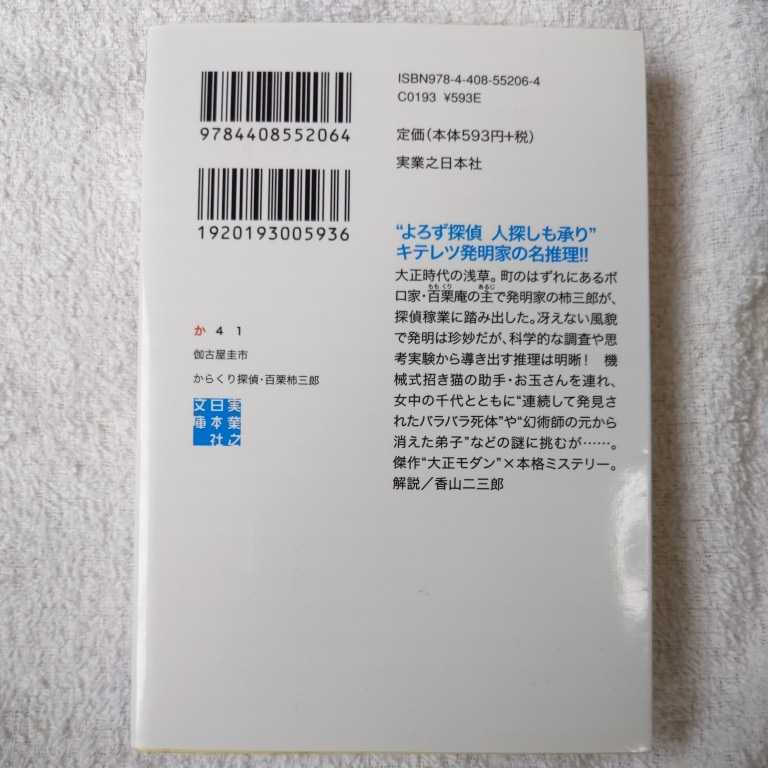 ISBN978-4-408-55206-4
C0193 ¥593E
9784408552064
定価(本体593円+税)
実業之日本社
1920193005936
“よろず探偵 人探しも承り”
キテレツ発明家の名推理!!
大正時代の浅草。町のはずれにあるボ
ロ家・百栗庵の主で発明家の柿三郎が、
ももくり
あるじ
探偵稼業に踏み出した。冴えない風貌
で発明は珍妙だが、科学的な調査や思
考実験から導き出す推理は明晰! 機
械式招き猫の助手・お玉さんを連れ、
女中の千代とともに“連続して発見さ
れたバラバラ死体”や“幻術師の元から
消えた弟子”などの謎に挑むが……。
傑作“大正モダン”×本格ミステリー。
解説/香山二三郎
か 4 1
伽古屋圭市
からくり探偵・百栗柿三郎
実業之
日本社
文庫